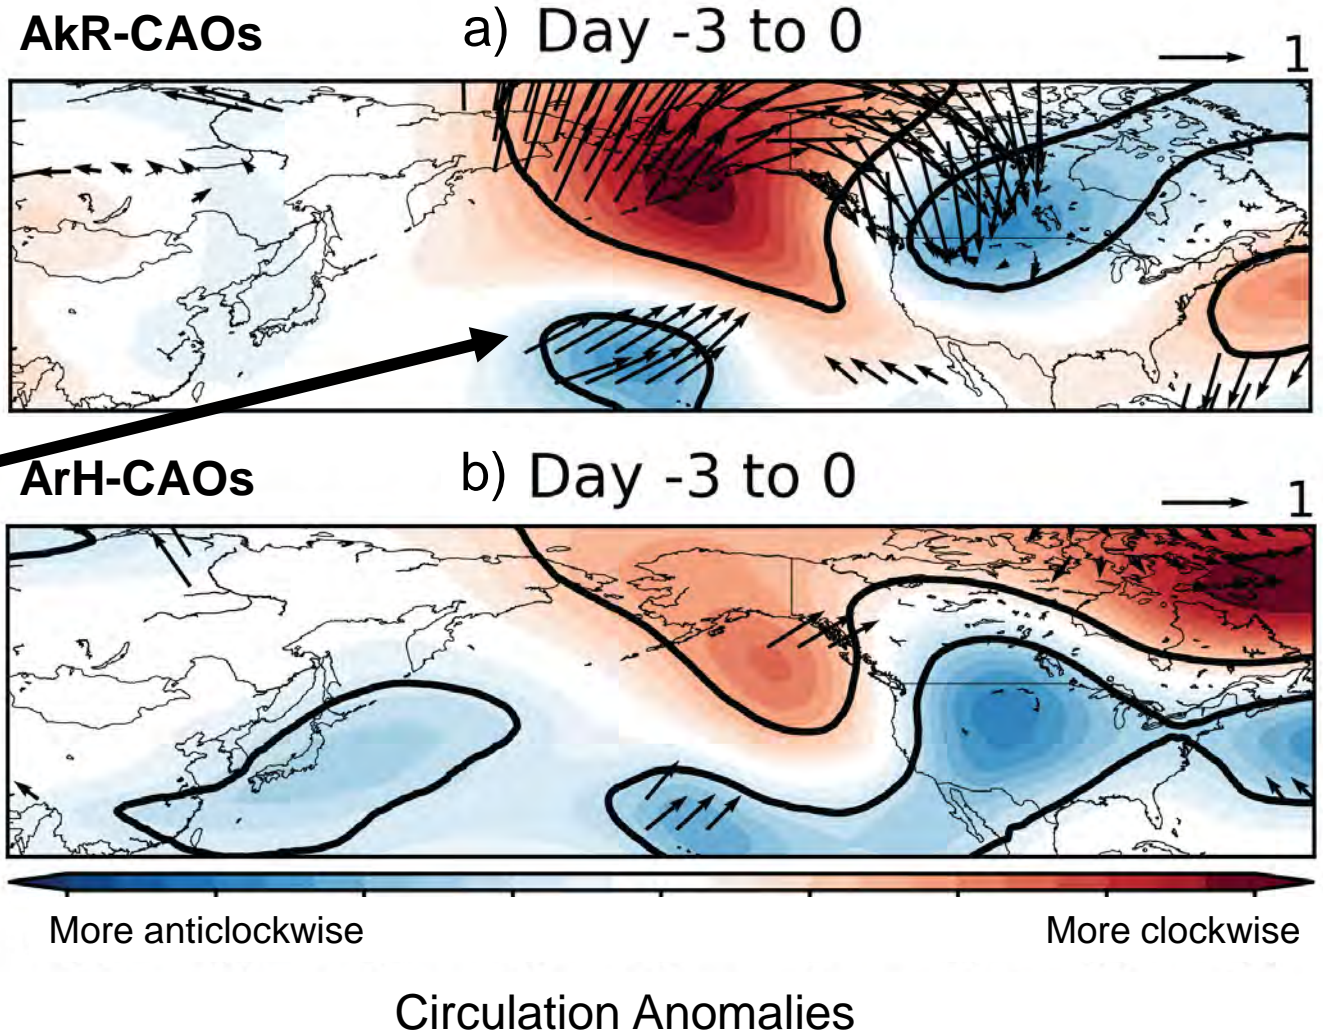 AkR-CAOs
a) Day -3 to 0
1
ArH-CAOs
b) Day -3 to 0
1
More anticlockwise
More clockwise
Circulation Anomalies